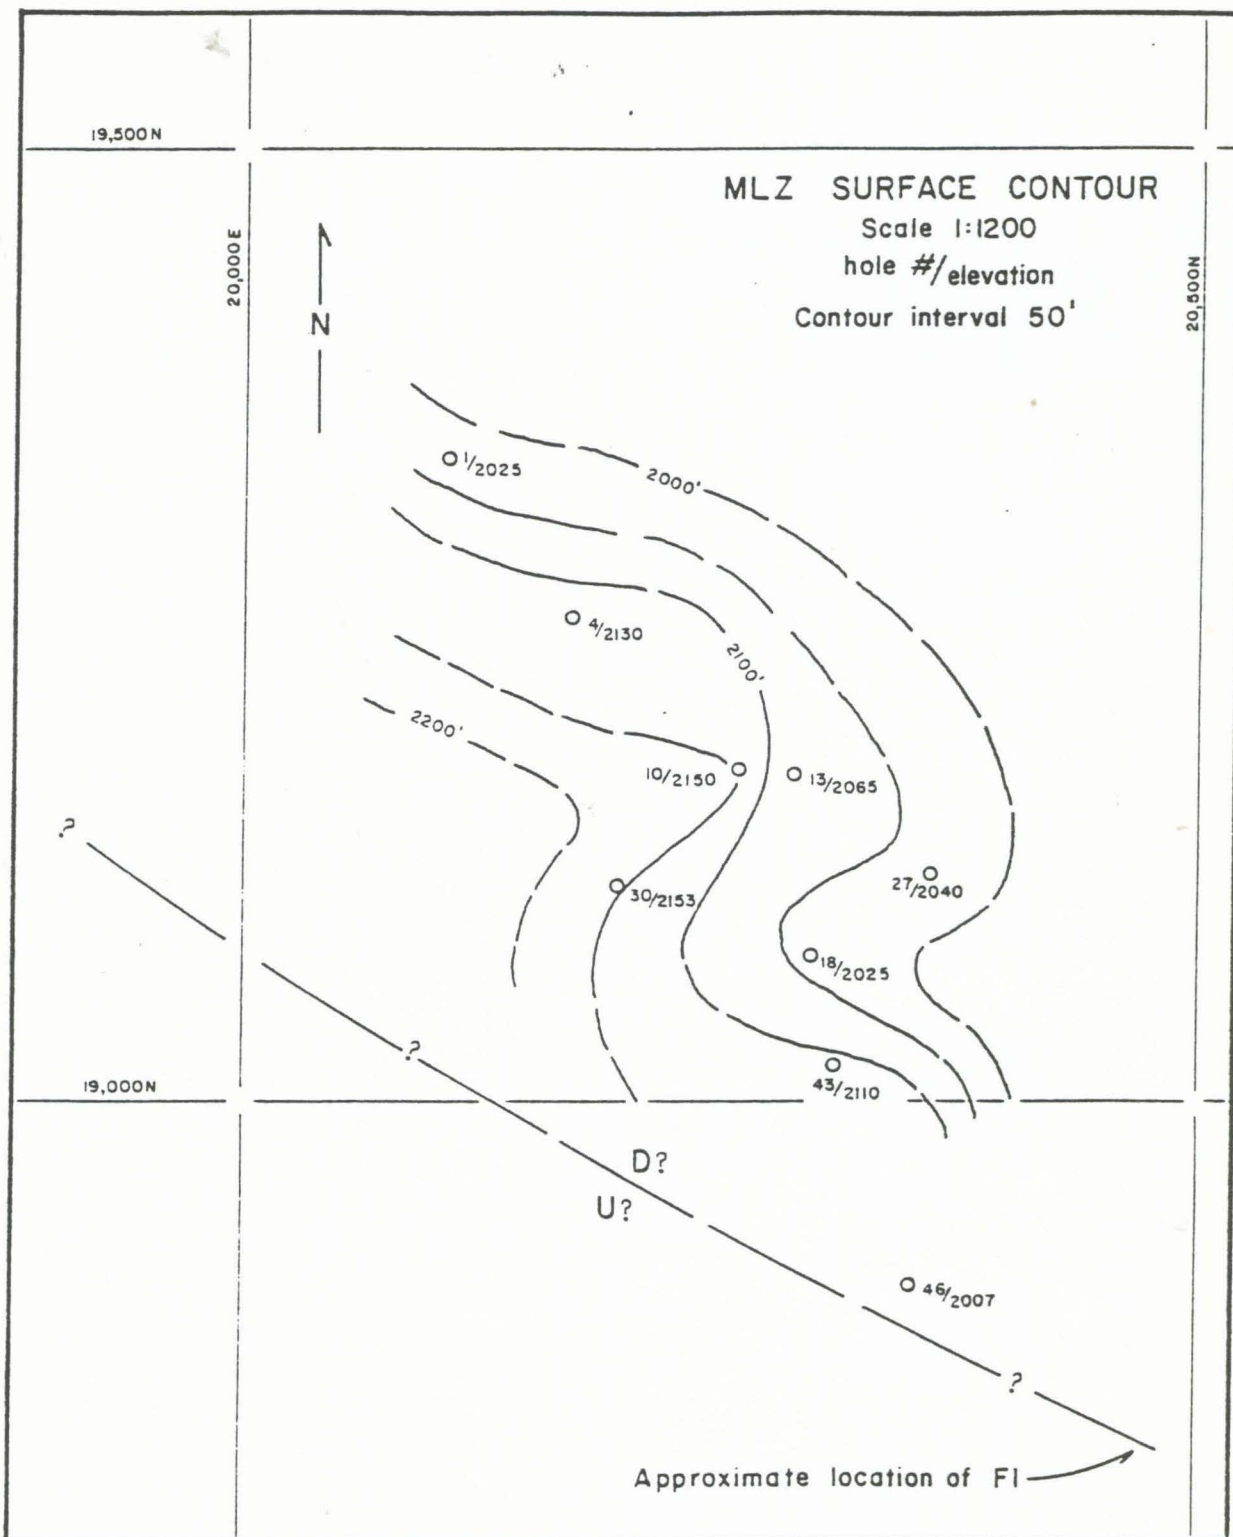 19,500N
MLZ SURFACE CONTOUR
Scale 1:1200
hole #/elevation
Contour interval 50'
20,000E
20,500N
N
1/2025
2000'
4/2130
2100'
2200'
10/2150
13/2065
?
27/2040
30/2153
18/2025
?
43/2110
19,000N
D?
U?
46/2007
?
Approximate location of F1